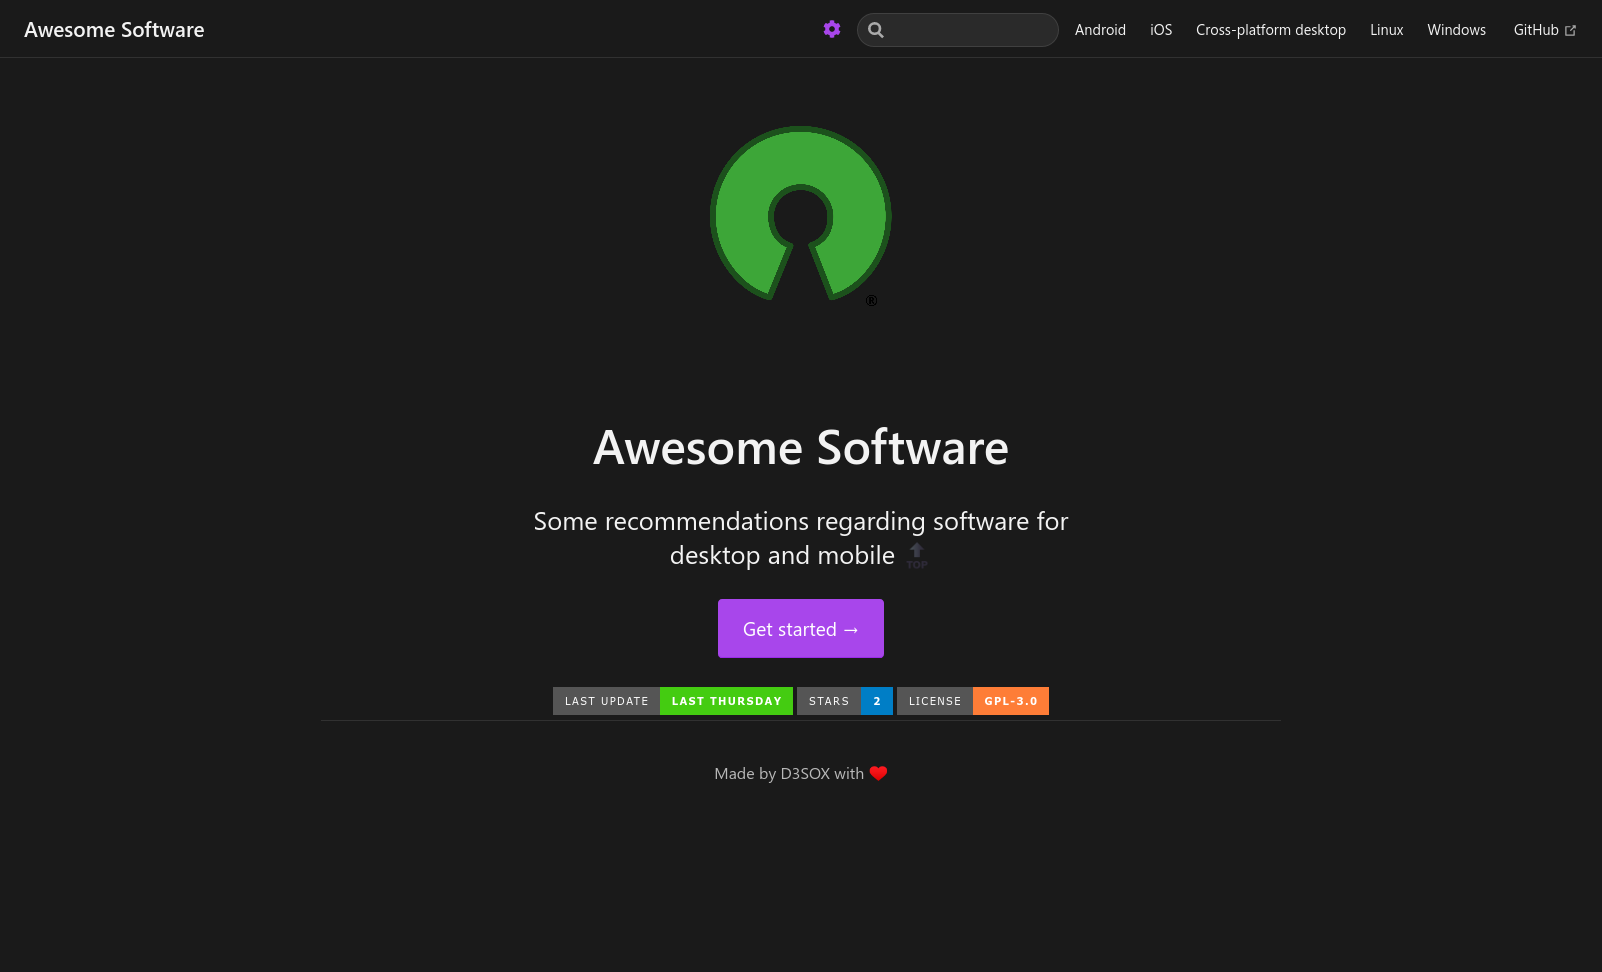 Awesome Software
Android iOS Cross-platform desktop Linux Windows GitHub
®
Awesome Software
Some recommendations regarding software for
desktop and mobile 🔝
Get started →
LAST UPDATE LAST THURSDAY STARS 2 LICENSE GPL-3.0
Made by D3SOX with ❤️